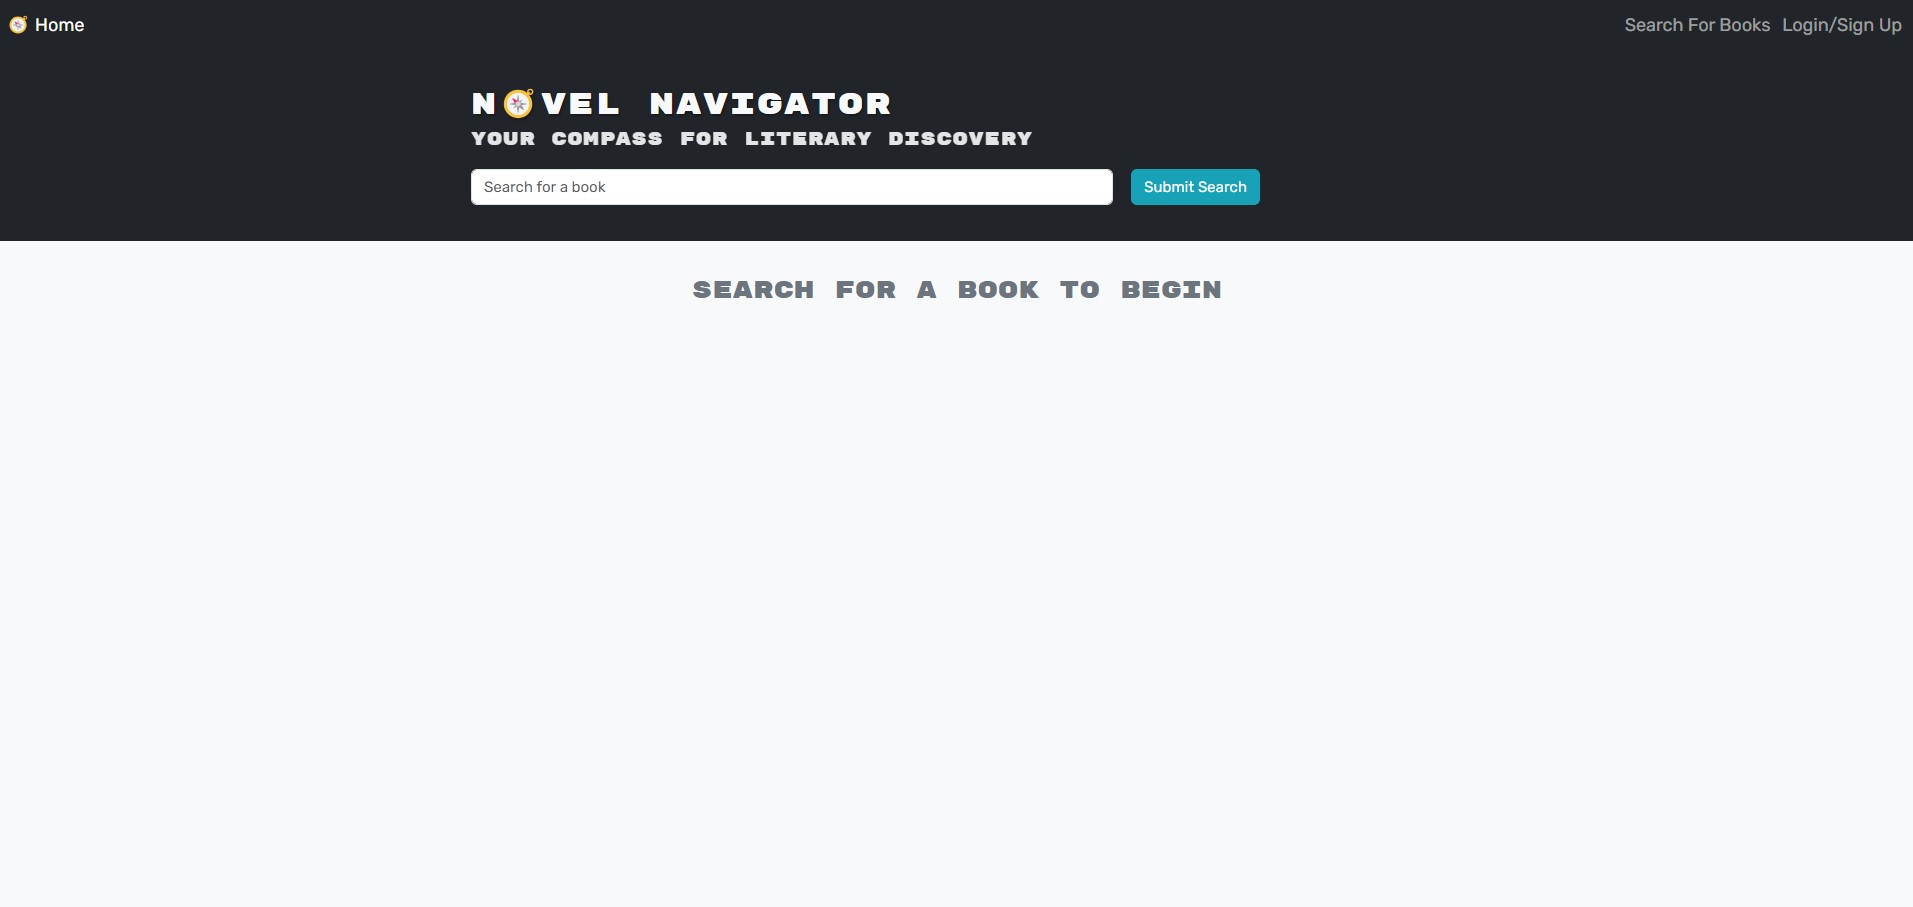 Home
Search For Books Login/Sign Up
N🧭VEL NAVIGATOR
YOUR COMPASS FOR LITERARY DISCOVERY
Search for a book
Submit Search
SEARCH FOR A BOOK TO BEGIN